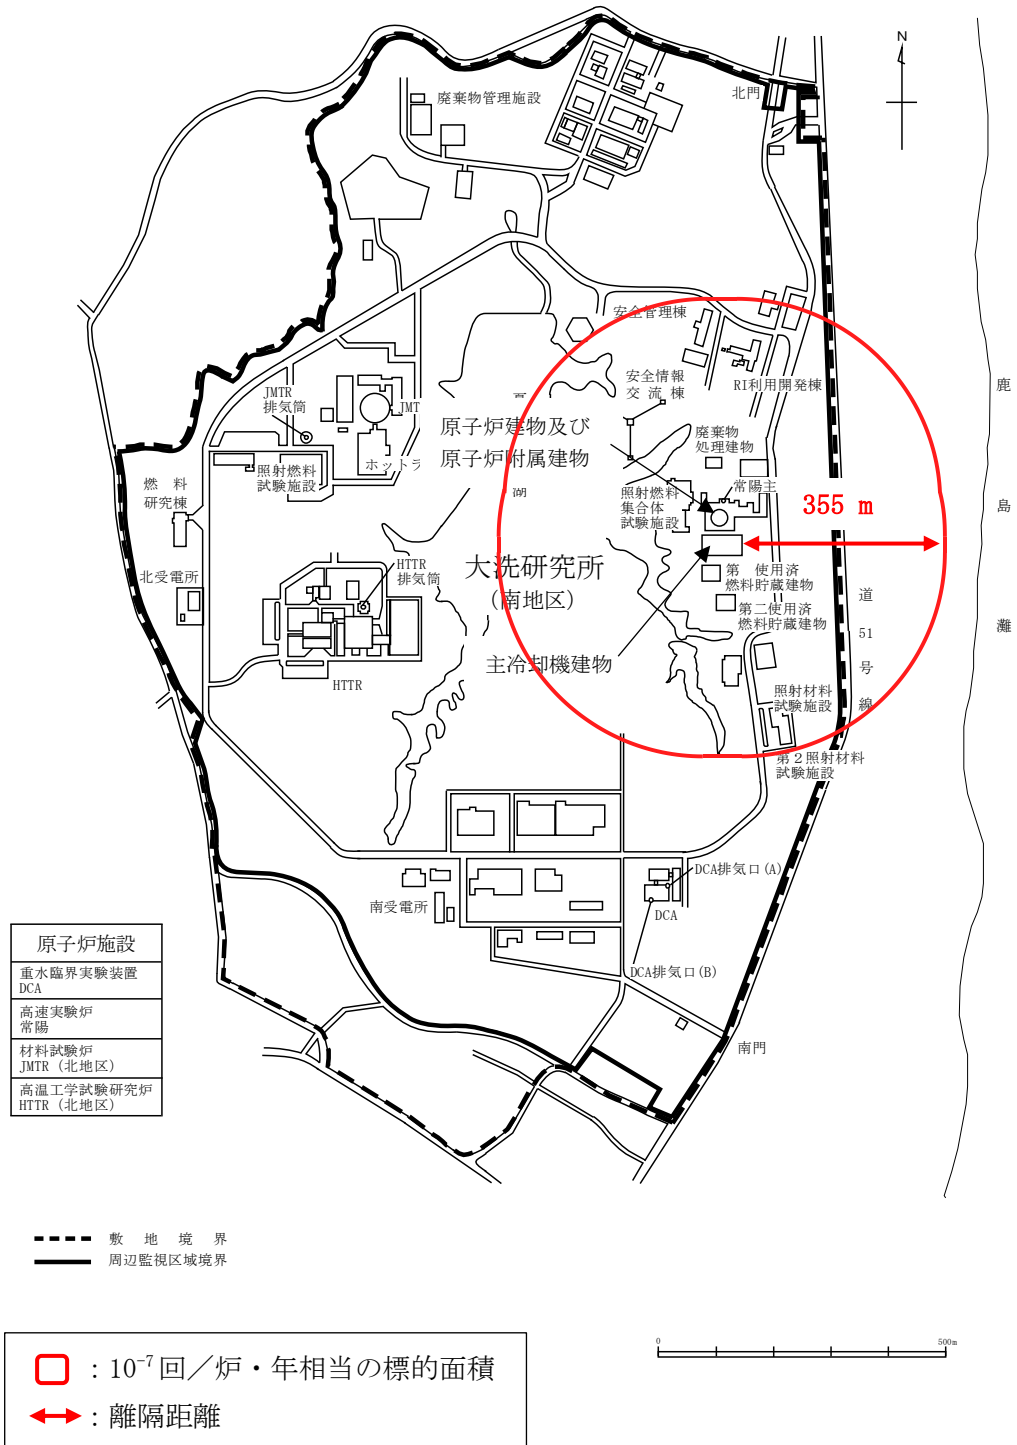 N
北門
廃棄物管理施設
安全管理棟
安全情報
交 流 棟
RI利用開発棟
鹿
JMTR
排気筒
JMT
原子炉建物及び
原子炉附属建物
廃棄物
処理建物
ホットラ
照射燃料
試験施設
燃　料
研究棟
湖
照射燃料
集合体
試験施設
常陽主
355 m
島
HTTR
排気筒
大洗研究所
(南地区)
北受電所
第　使用済
燃料貯蔵建物
第二使用済
燃料貯蔵建物
道
51
号
線
灘
主冷却機建物
HTTR
照射材料
試験施設
第２照射材料
試験施設
DCA排気口(A)
南受電所
DCA
DCA排気口(B)
南門
原子炉施設
重水臨界実験装置
DCA
高速実験炉
常陽
材料試験炉
JMTR (北地区)
高温工学試験研究炉
HTTR (北地区)
敷　地　境　界
周辺監視区域境界
0 500m
：10⁻⁷回／炉・年相当の標的面積
：離隔距離